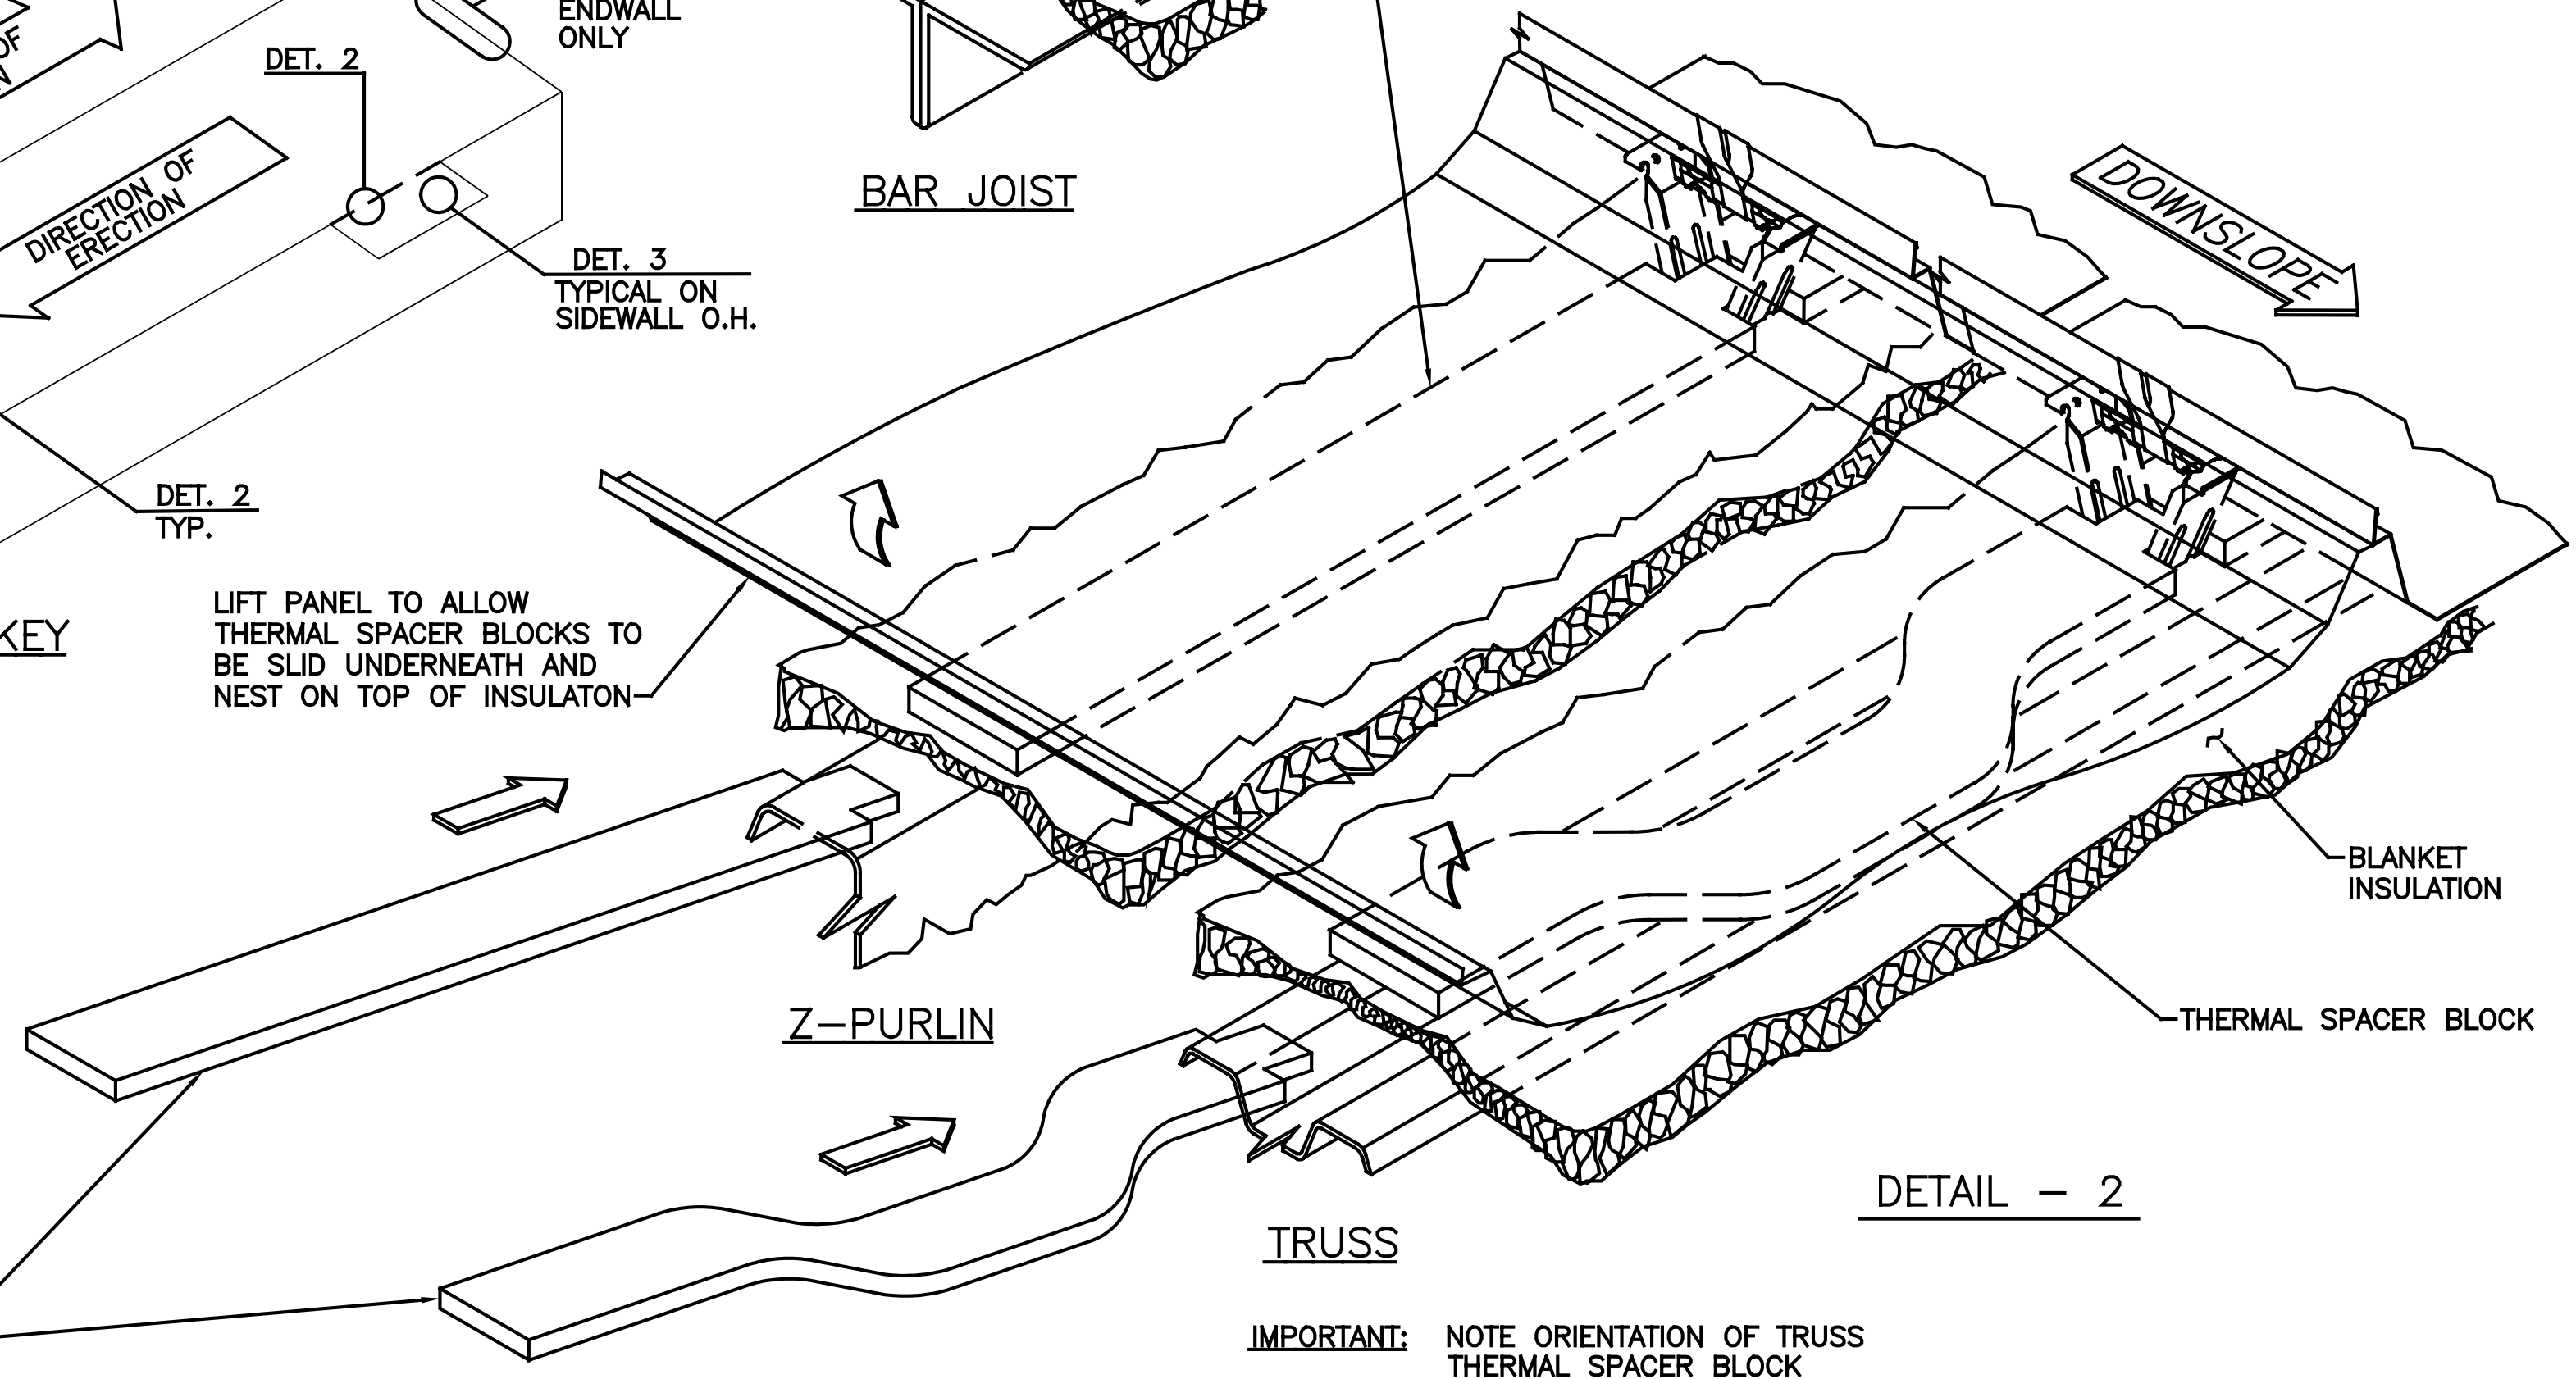 ENDWALL
ONLY
OF
DET. 2
DIRECTION OF
ERECTION
BAR JOIST
DOWNSLOPE
DET. 3
TYPICAL ON
SIDEWALL O.H.
DET. 2
TYP.
KEY
LIFT PANEL TO ALLOW
THERMAL SPACER BLOCKS TO
BE SLID UNDERNEATH AND
NEST ON TOP OF INSULATON
BLANKET
INSULATION
Z-PURLIN
THERMAL SPACER BLOCK
DETAIL - 2
TRUSS
IMPORTANT: NOTE ORIENTATION OF TRUSS
THERMAL SPACER BLOCK